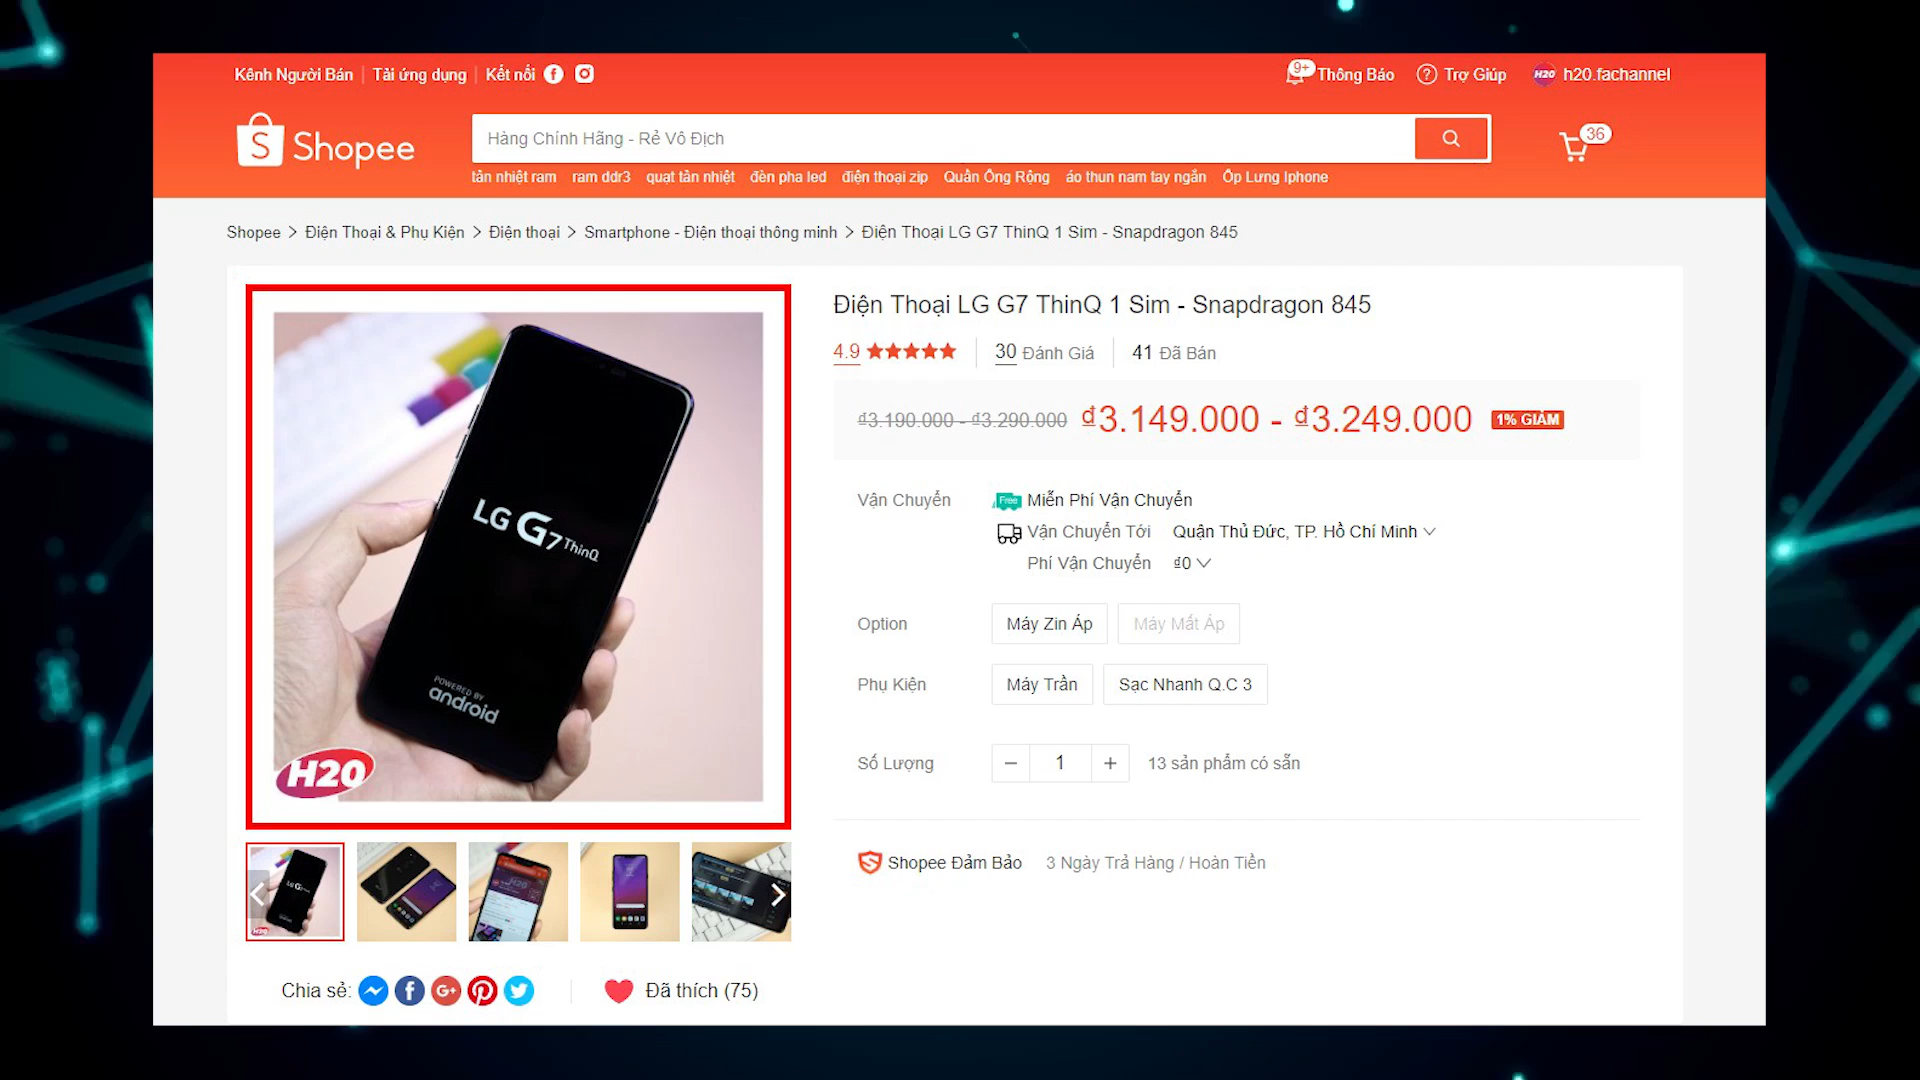 Kênh Người Bán Tải ứng dụng Kết nối
9+ Thông Báo Trợ Giúp H20 h20.fachannel
Shopee
Hàng Chính Hãng - Rẻ Vô Địch
36
tản nhiệt ram ram ddr3 quạt tản nhiệt đèn pha led điện thoại zip Quần Ống Rộng áo thun nam tay ngắn Ốp Lưng Iphone
Shopee > Điện Thoại & Phụ Kiện > Điện thoại > Smartphone - Điện thoại thông minh > Điện Thoại LG G7 ThinQ 1 Sim - Snapdragon 845
LG G7 ThinQ
POWERED BY
android
H20
Điện Thoại LG G7 ThinQ 1 Sim - Snapdragon 845
4.9 30 Đánh Giá 41 Đã Bán
₫3.190.000 - ₫3.290.000 ₫3.149.000 - ₫3.249.000 1% GIẢM
Vận Chuyển Free Miễn Phí Vận Chuyển
Vận Chuyển Tới Quận Thủ Đức, TP. Hồ Chí Minh
Phí Vận Chuyển ₫0
Option Máy Zin Áp Máy Mất Áp
Phụ Kiện Máy Trần Sạc Nhanh Q.C 3
Số Lượng − 1 + 13 sản phẩm có sẵn
Shopee Đảm Bảo 3 Ngày Trả Hàng / Hoàn Tiền
Chia sẻ: Đã thích (75)